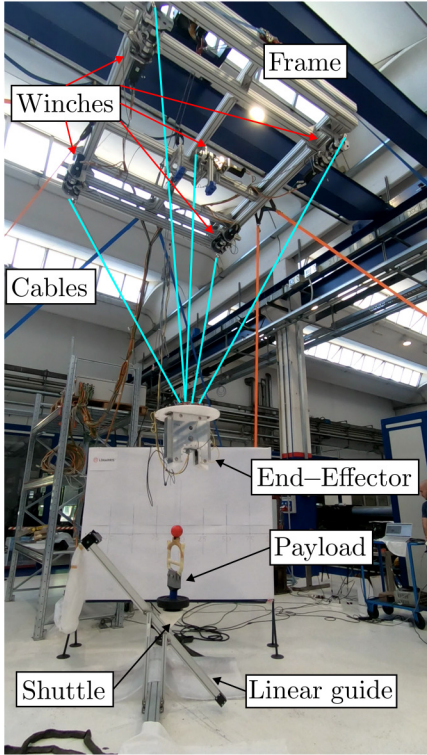 Frame
Winches
Cables
End–Effector
Payload
Shuttle
Linear guide